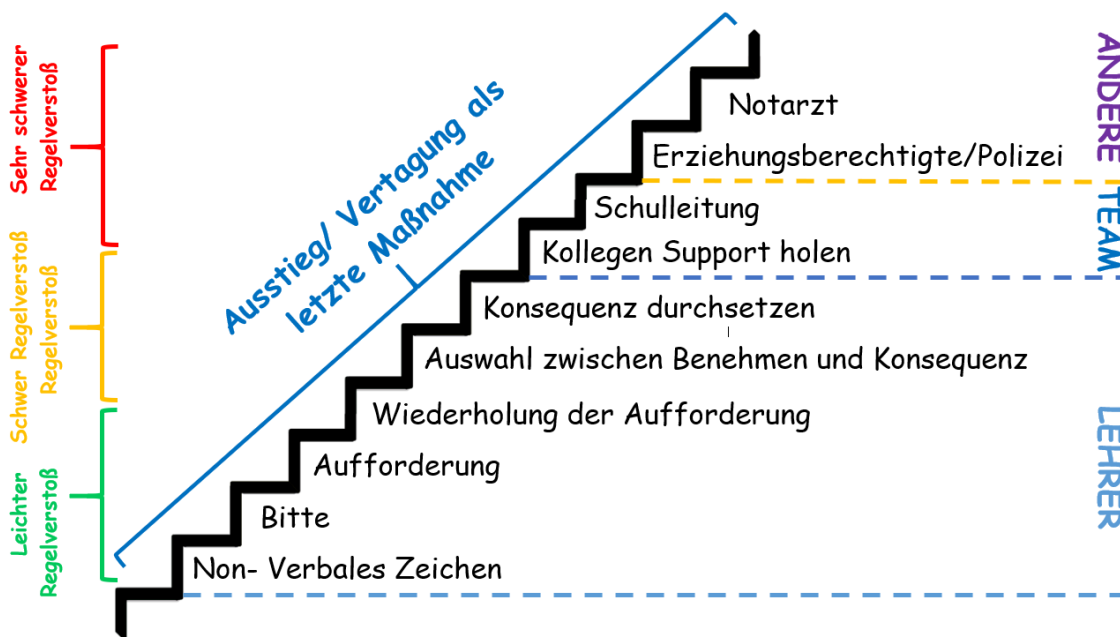 Sehr schwerer
Regelverstoß
Schwer Regelverstoß
Regelverstoß
Leichter
Regelverstoß
Ausstieg/ Vertagung als
letzte Maßnahme
Notarzt
Erziehungsberechtigte/Polizei
Schulleitung
Kollegen Support holen
Konsequenz durchsetzen
Auswahl zwischen Benehmen und Konsequenz
Wiederholung der Aufforderung
Aufforderung
Bitte
Non- Verbales Zeichen
ANDERE
TEAM
LEHRER